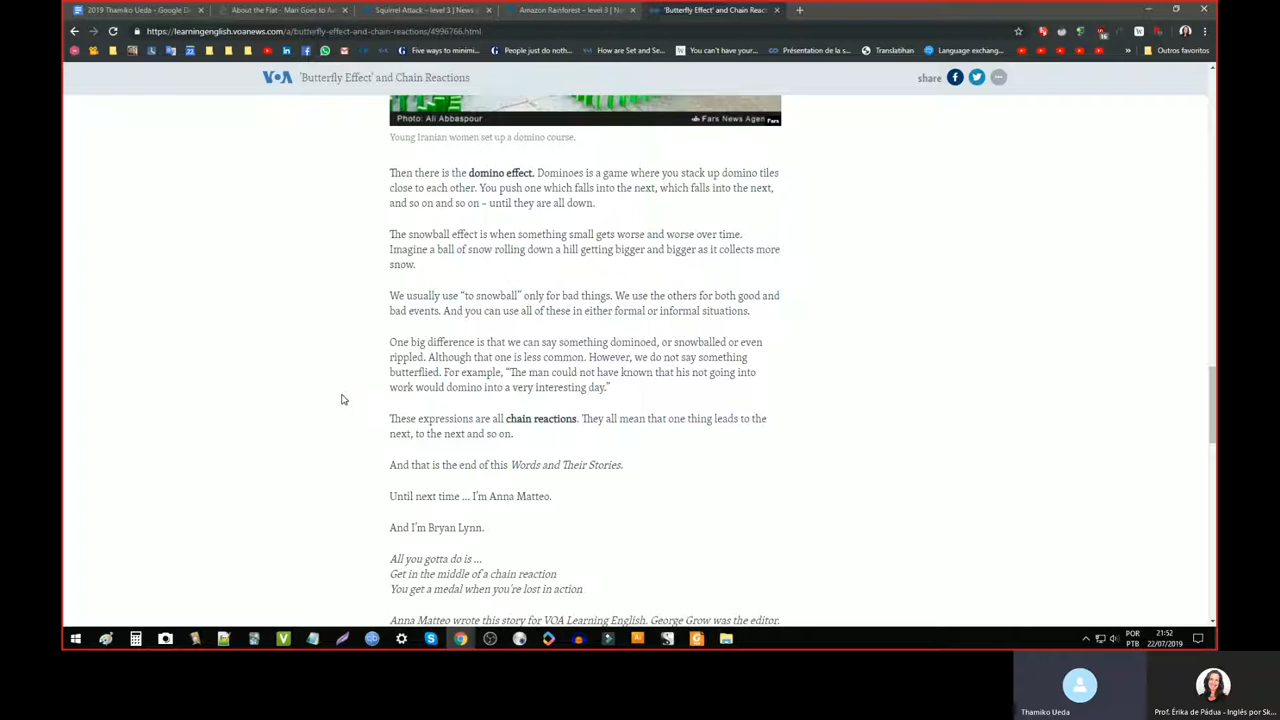 2019 Thamiko Ueda - Google D
About the Flat - Mari Goes to Aw
Squirrel Attack – level 3 | News
Amazon Rainforest – level 3 | Ne
'Butterfly Effect' and Chain Reac
https://learningenglish.voanews.com/a/butterfly-effect-and-chain-reactions/4996766.html
Five ways to minimi...
People just do noth...
How are Set and Se...
You can't have your...
Présentation de la s...
Translatihan
Language exchang...
Outros favoritos
VOA 'Butterfly Effect' and Chain Reactions
share
Photo: Ali Abbaspour
Fars News Agen
Young Iranian women set up a domino course.
Then there is the domino effect. Dominoes is a game where you stack up domino tiles
close to each other. You push one which falls into the next, which falls into the next,
and so on and so on – until they are all down.
The snowball effect is when something small gets worse and worse over time.
Imagine a ball of snow rolling down a hill getting bigger and bigger as it collects more
snow.
We usually use “to snowball” only for bad things. We use the others for both good and
bad events. And you can use all of these in either formal or informal situations.
One big difference is that we can say something dominoed, or snowballed or even
rippled. Although that one is less common. However, we do not say something
butterflied. For example, “The man could not have known that his not going into
work would domino into a very interesting day.”
These expressions are all chain reactions. They all mean that one thing leads to the
next, to the next and so on.
And that is the end of this Words and Their Stories.
Until next time ... I'm Anna Matteo.
And I'm Bryan Lynn.
All you gotta do is ...
Get in the middle of a chain reaction
You get a medal when you're lost in action
Anna Matteo wrote this story for VOA Learning English. George Grow was the editor.
POR
PTB
21:52
22/07/2019
Thamiko Ueda
Prof. Érika de Pádua - Inglês por Sk...